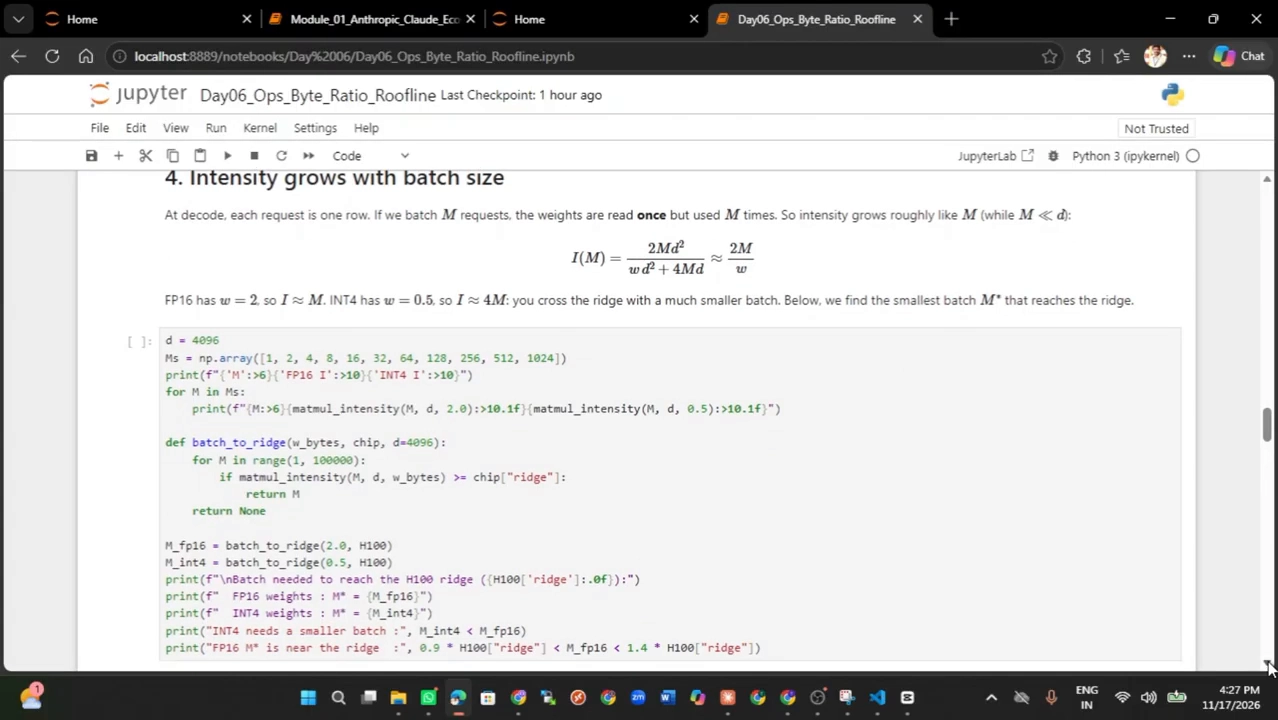 Home
Module_01_Anthropic_Claude_Eco
Home
Day06_Ops_Byte_Ratio_Roofline
localhost:8889/notebooks/Day%2006/Day06_Ops_Byte_Ratio_Roofline.ipynb
Chat
jupyter Day06_Ops_Byte_Ratio_Roofline Last Checkpoint: 1 hour ago
File Edit View Run Kernel Settings Help
Not Trusted
Code
JupyterLab
Python 3 (ipykernel)
4. Intensity grows with batch size
At decode, each request is one row. If we batch M requests, the weights are read once but used M times. So intensity grows roughly like M (while M ≪ d):
I(M) = 2Md² / (w d² + 4Md) ≈ 2M / w
FP16 has w = 2, so I ≈ M. INT4 has w = 0.5, so I ≈ 4M: you cross the ridge with a much smaller batch. Below, we find the smallest batch M* that reaches the ridge.
[ ]:
d = 4096
Ms = np.array([1, 2, 4, 8, 16, 32, 64, 128, 256, 512, 1024])
print(f"{'M':>6}{'FP16 I':>10}{'INT4 I':>10}")
for M in Ms:
    print(f"{M:>6}{matmul_intensity(M, d, 2.0):>10.1f}{matmul_intensity(M, d, 0.5):>10.1f}")
def batch_to_ridge(w_bytes, chip, d=4096):
    for M in range(1, 100000):
        if matmul_intensity(M, d, w_bytes) >= chip["ridge"]:
            return M
    return None
M_fp16 = batch_to_ridge(2.0, H100)
M_int4 = batch_to_ridge(0.5, H100)
print(f"\nBatch needed to reach the H100 ridge ({H100['ridge']:.0f}):")
print(f"  FP16 weights : M* = {M_fp16}")
print(f"  INT4 weights : M* = {M_int4}")
print("INT4 needs a smaller batch :", M_int4 < M_fp16)
print("FP16 M* is near the ridge  :", 0.9 * H100["ridge"] < M_fp16 < 1.4 * H100["ridge"])
1
ENG
IN
4:27 PM
11/17/2026